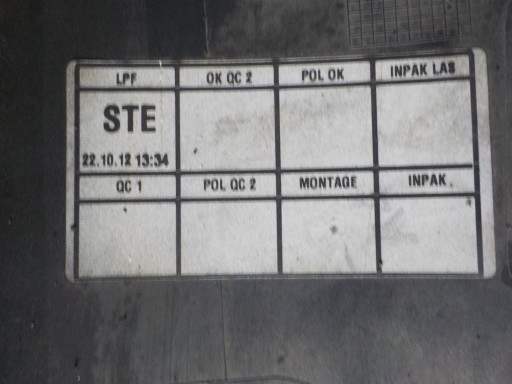 LPF OK QC 2 POL OK INPAK LAS
STE
22.10.12 13:34
QC 1 POL QC 2 MONTAGE INPAK